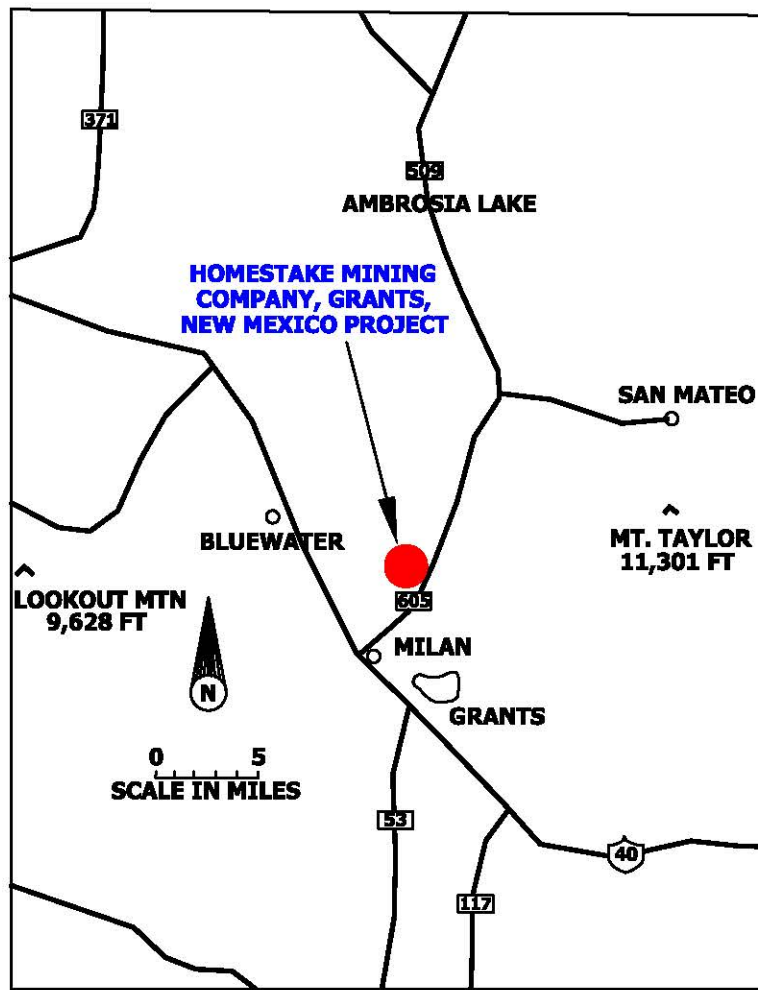 371
509
AMBROSIA LAKE
HOMESTAKE MINING
COMPANY, GRANTS,
NEW MEXICO PROJECT
SAN MATEO
BLUEWATER
MT. TAYLOR
11,301 FT
LOOKOUT MTN
9,628 FT
605
MILAN
N
GRANTS
0 5
SCALE IN MILES
53
40
117